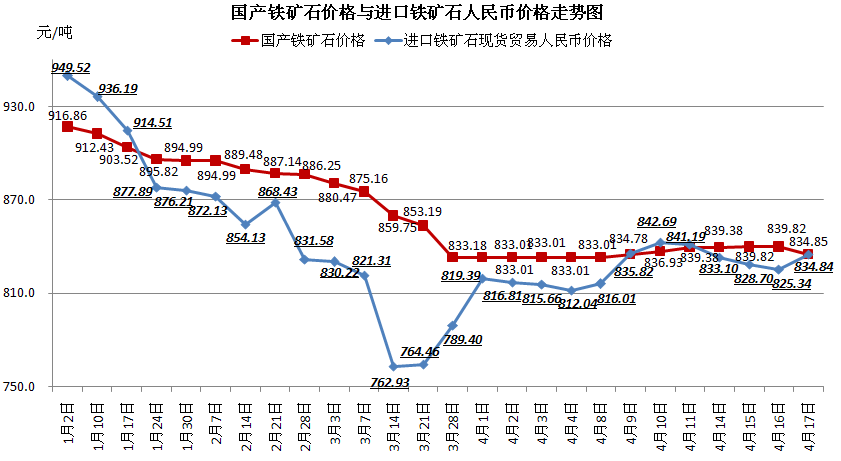 国产铁矿石价格与进口铁矿石人民币价格走势图
元/吨
国产铁矿石价格 进口铁矿石现货贸易人民币价格
949.52
936.19
930.0
916.86
914.51
912.43
903.52
894.99
895.82
889.48
887.14
886.25
877.89
876.21
894.99
880.47
875.16
872.13
868.43
870.0
859.75
853.19
854.13
831.58
830.22
821.31
833.18
833.01
833.01
833.01
834.78
842.69
841.19
839.38
839.82
834.85
819.39
833.01
833.01
835.82
836.93
839.38
833.10
839.82
828.70
825.34
834.84
816.81
815.66
812.04
816.01
810.0
789.40
764.46
762.93
750.0
1月2日
1月10日
1月17日
1月24日
1月30日
2月7日
2月14日
2月21日
2月28日
3月3日
3月7日
3月14日
3月21日
3月28日
4月1日
4月2日
4月3日
4月4日
4月8日
4月9日
4月10日
4月11日
4月14日
4月15日
4月16日
4月17日